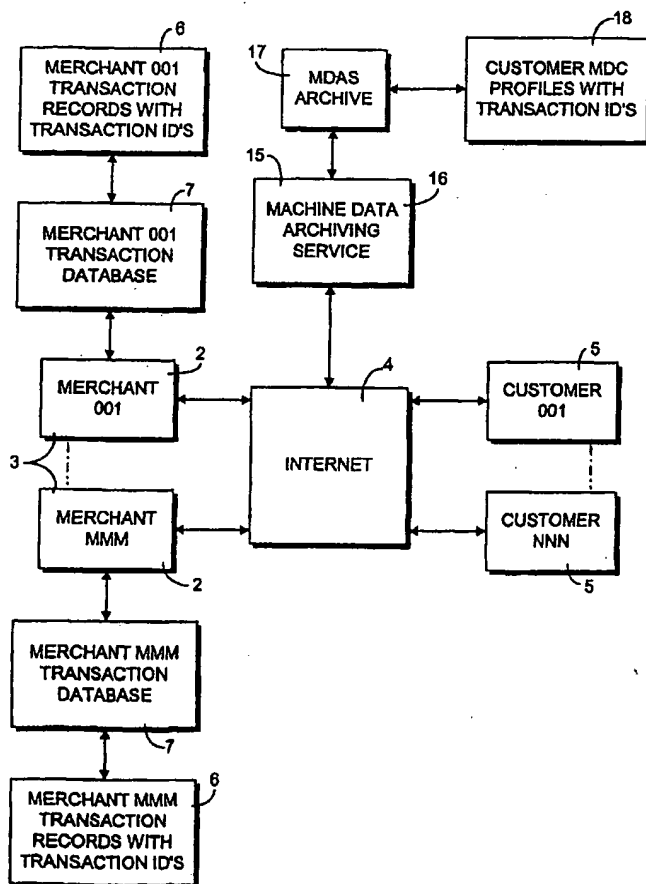 6
MERCHANT 001
TRANSACTION
RECORDS WITH
TRANSACTION ID'S
7
MERCHANT 001
TRANSACTION
DATABASE
2
MERCHANT
001
3
MERCHANT
MMM
2
MERCHANT MMM
TRANSACTION
DATABASE
7
6
MERCHANT MMM
TRANSACTION
RECORDS WITH
TRANSACTION ID'S
17
MDAS
ARCHIVE
18
CUSTOMER MDC
PROFILES WITH
TRANSACTION ID'S
15
16
MACHINE DATA
ARCHIVING
SERVICE
4
INTERNET
5
CUSTOMER
001
CUSTOMER
NNN
5